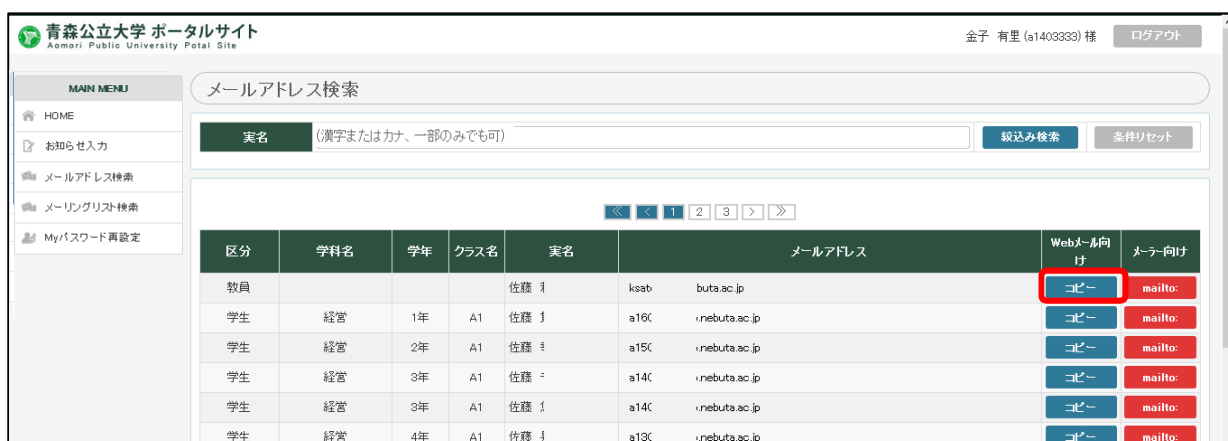 青森公立大学 ポータルサイト
Aomori Public University Potal Site
金子 有里 (a1403333) 様 ログアウト
MAIN MENU
HOME
お知らせ入力
メールアドレス検索
メーリングリスト検索
Myパスワード再設定
メールアドレス検索
実名 (漢字またはカナ、一部のみでも可) 絞込み検索 条件リセット
≪ < 1 2 3 > ≫
区分 学科名 学年 クラス名 実名 メールアドレス Webメール向け メーラー向け
教員 佐藤 ksat buta.ac.jp コピー mailto:
学生 経営 1年 A1 佐藤 a160 .nebuta.ac.jp コピー mailto:
学生 経営 2年 A1 佐藤 a150 .nebuta.ac.jp コピー mailto:
学生 経営 3年 A1 佐藤 a140 .nebuta.ac.jp コピー mailto:
学生 経営 3年 A1 佐藤 a140 .nebuta.ac.jp コピー mailto:
学生 経営 4年 A1 佐藤 a130 .nebuta.ac.jp コピー mailto: